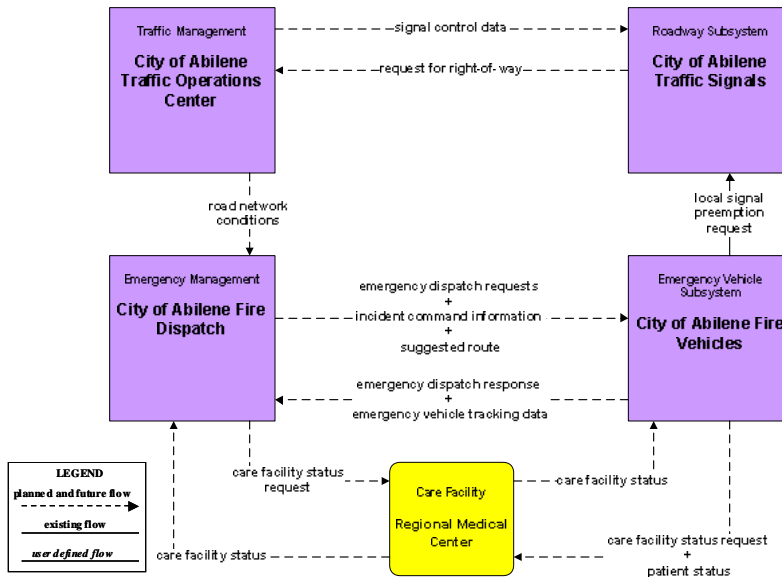 Traffic Management
City of Abilene
Traffic Operations
Center
signal control data
request for right-of- way
Roadway Subsystem
City of Abilene
Traffic Signals
road network
conditions
local signal
preemption
request
Emergency Management
City of Abilene Fire
Dispatch
emergency dispatch requests
+
incident command information
+
suggested route
emergency dispatch response
+
emergency vehicle tracking data
Emergency Vehicle
Subsystem
City of Abilene Fire
Vehicles
care facility status
request
Care Facility
Regional Medical
Center
care facility status
care facility status
care facility status request
+
patient status
LEGEND
planned and future flow
existing flow
user defined flow